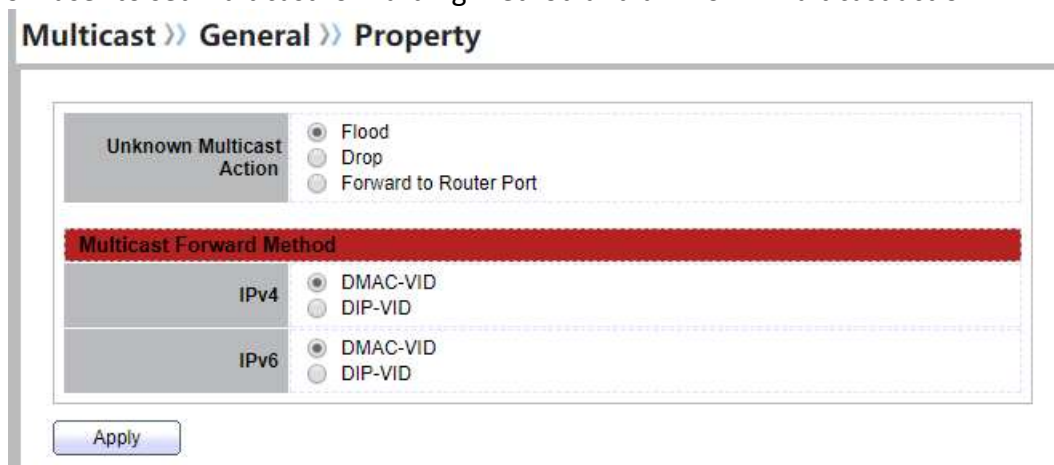 Multicast 》 General 》 Property
Unknown Multicast
Action
Flood
Drop
Forward to Router Port
Multicast Forward Method
IPv4
DMAC-VID
DIP-VID
IPv6
DMAC-VID
DIP-VID
Apply